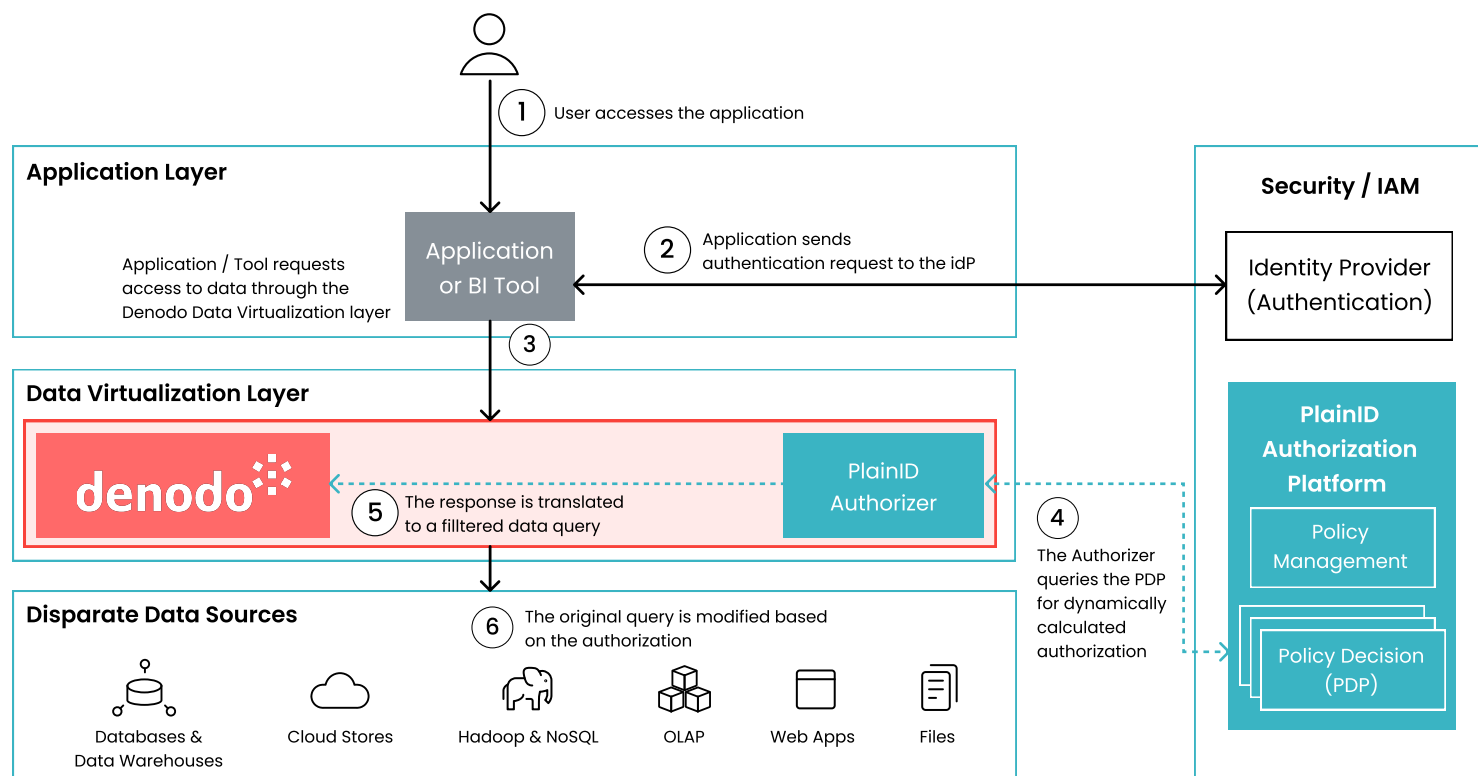 1
User accesses the application
Application Layer
Application / Tool requests
access to data through the
Denodo Data Virtualization layer
Application
or BI Tool
2
Application sends
authentication request to the idP
3
Security / IAM
Identity Provider
(Authentication)
Data Virtualization Layer
denodo
5
The response is translated
to a filltered data query
PlainID
Authorizer
4
The Authorizer
queries the PDP
for dynamically
calculated
authorization
PlainID
Authorization
Platform
Policy
Management
Policy Decision
(PDP)
Disparate Data Sources
6
The original query is modified based
on the authorization
Databases &
Data Warehouses
Cloud Stores
Hadoop & NoSQL
OLAP
Web Apps
Files